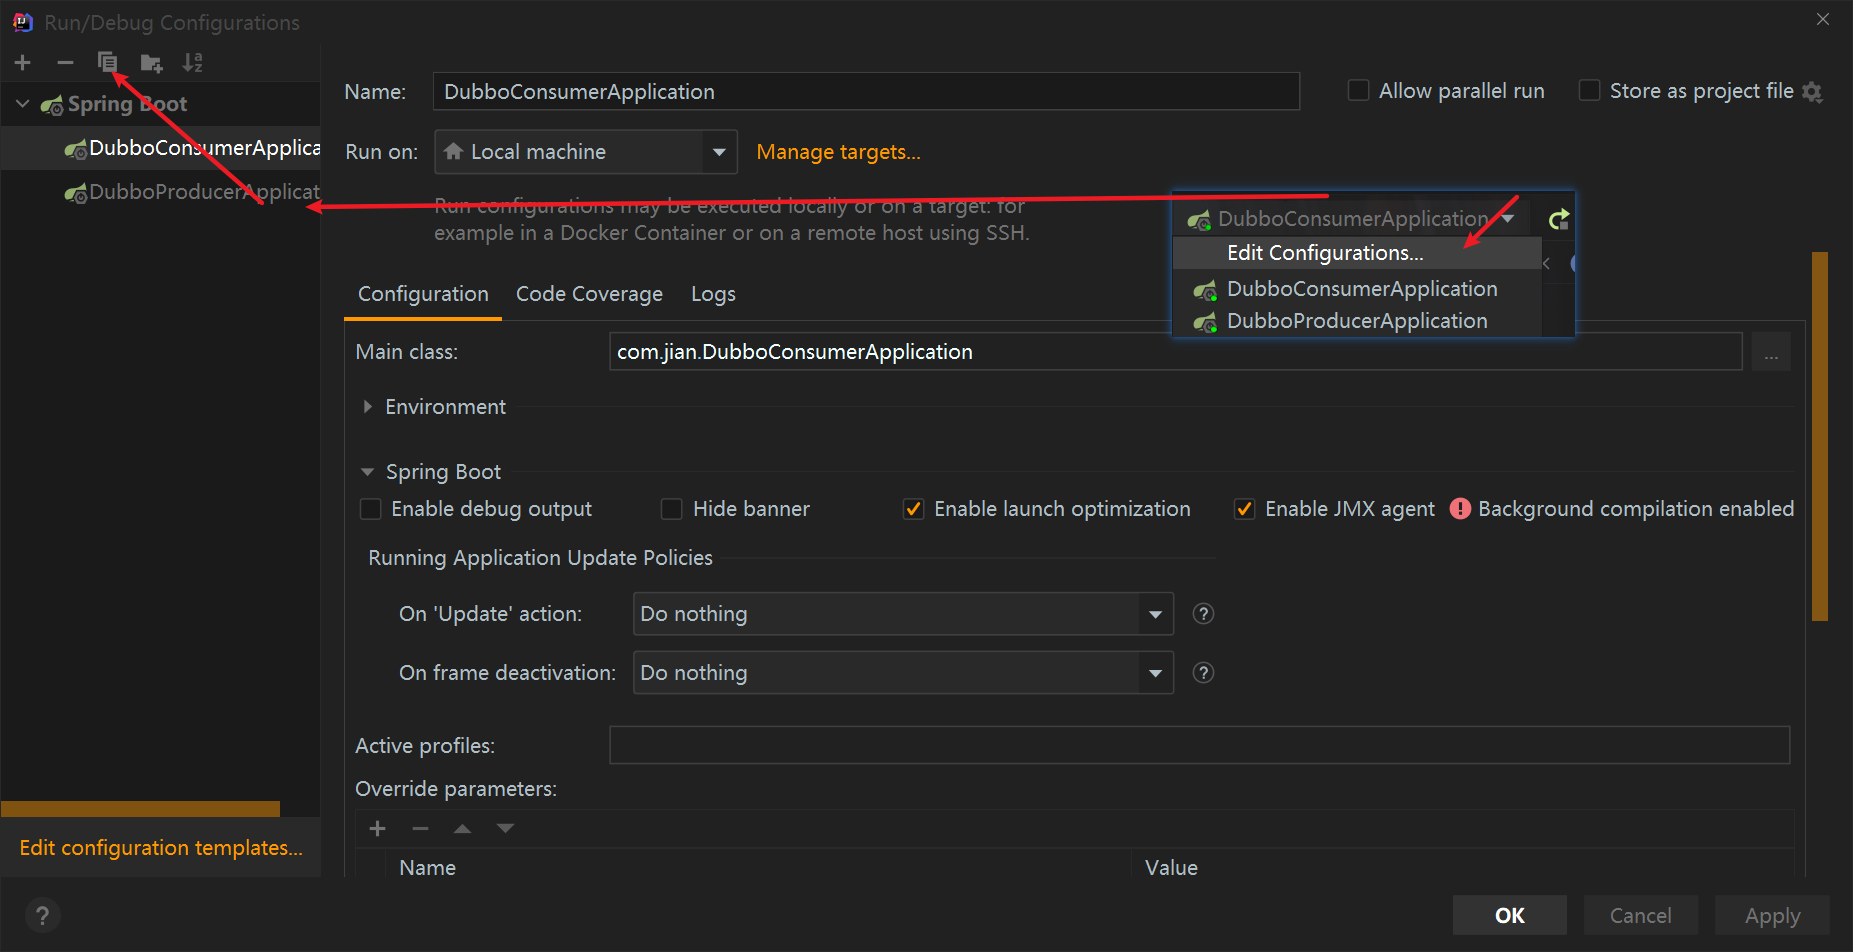 Run/Debug Configurations
Spring Boot
DubboConsumerApplica
DubboProducerApplicat
Edit configuration templates...
Name:
DubboConsumerApplication
Allow parallel run
Store as project file
Run on:
Local machine
Manage targets...
Run configurations may be executed locally or on a target: for
example in a Docker Container or on a remote host using SSH.
DubboConsumerApplication
Edit Configurations...
DubboConsumerApplication
DubboProducerApplication
Configuration
Code Coverage
Logs
Main class:
com.jian.DubboConsumerApplication
...
Environment
Spring Boot
Enable debug output
Hide banner
Enable launch optimization
Enable JMX agent
Background compilation enabled
Running Application Update Policies
On 'Update' action:
Do nothing
?
On frame deactivation:
Do nothing
?
Active profiles:
Override parameters:
Name
Value
?
OK
Cancel
Apply